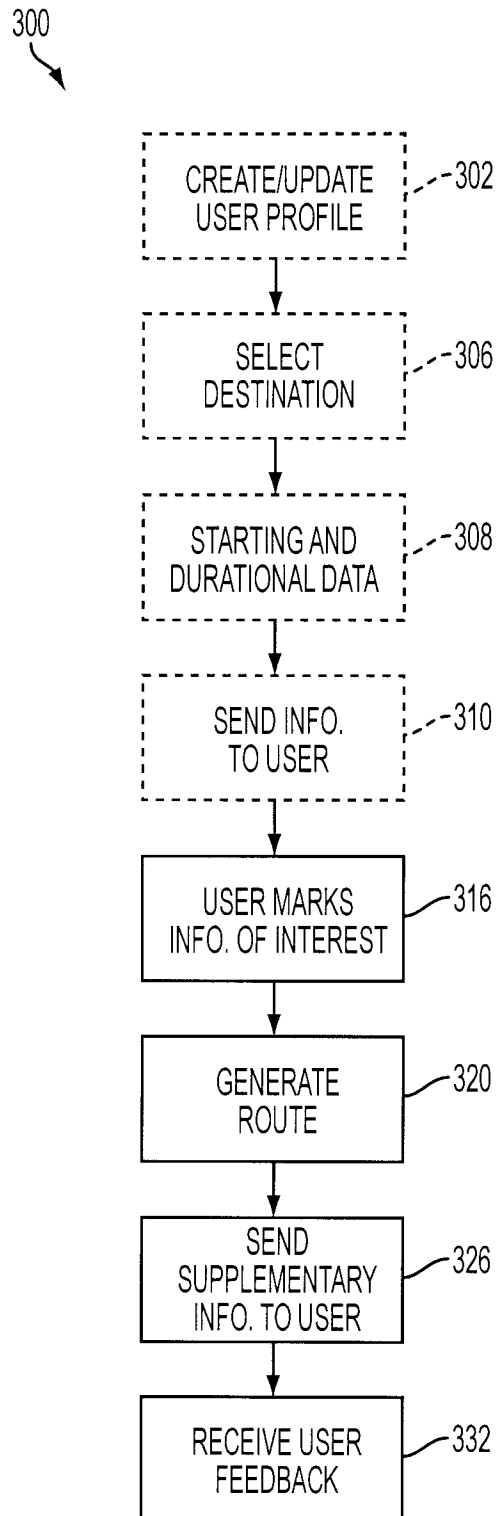 300
CREATE/UPDATE
USER PROFILE
302
SELECT
DESTINATION
306
STARTING AND
DURATIONAL DATA
308
SEND INFO.
TO USER
310
USER MARKS
INFO. OF INTEREST
316
GENERATE
ROUTE
320
SEND
SUPPLEMENTARY
INFO. TO USER
326
RECEIVE USER
FEEDBACK
332